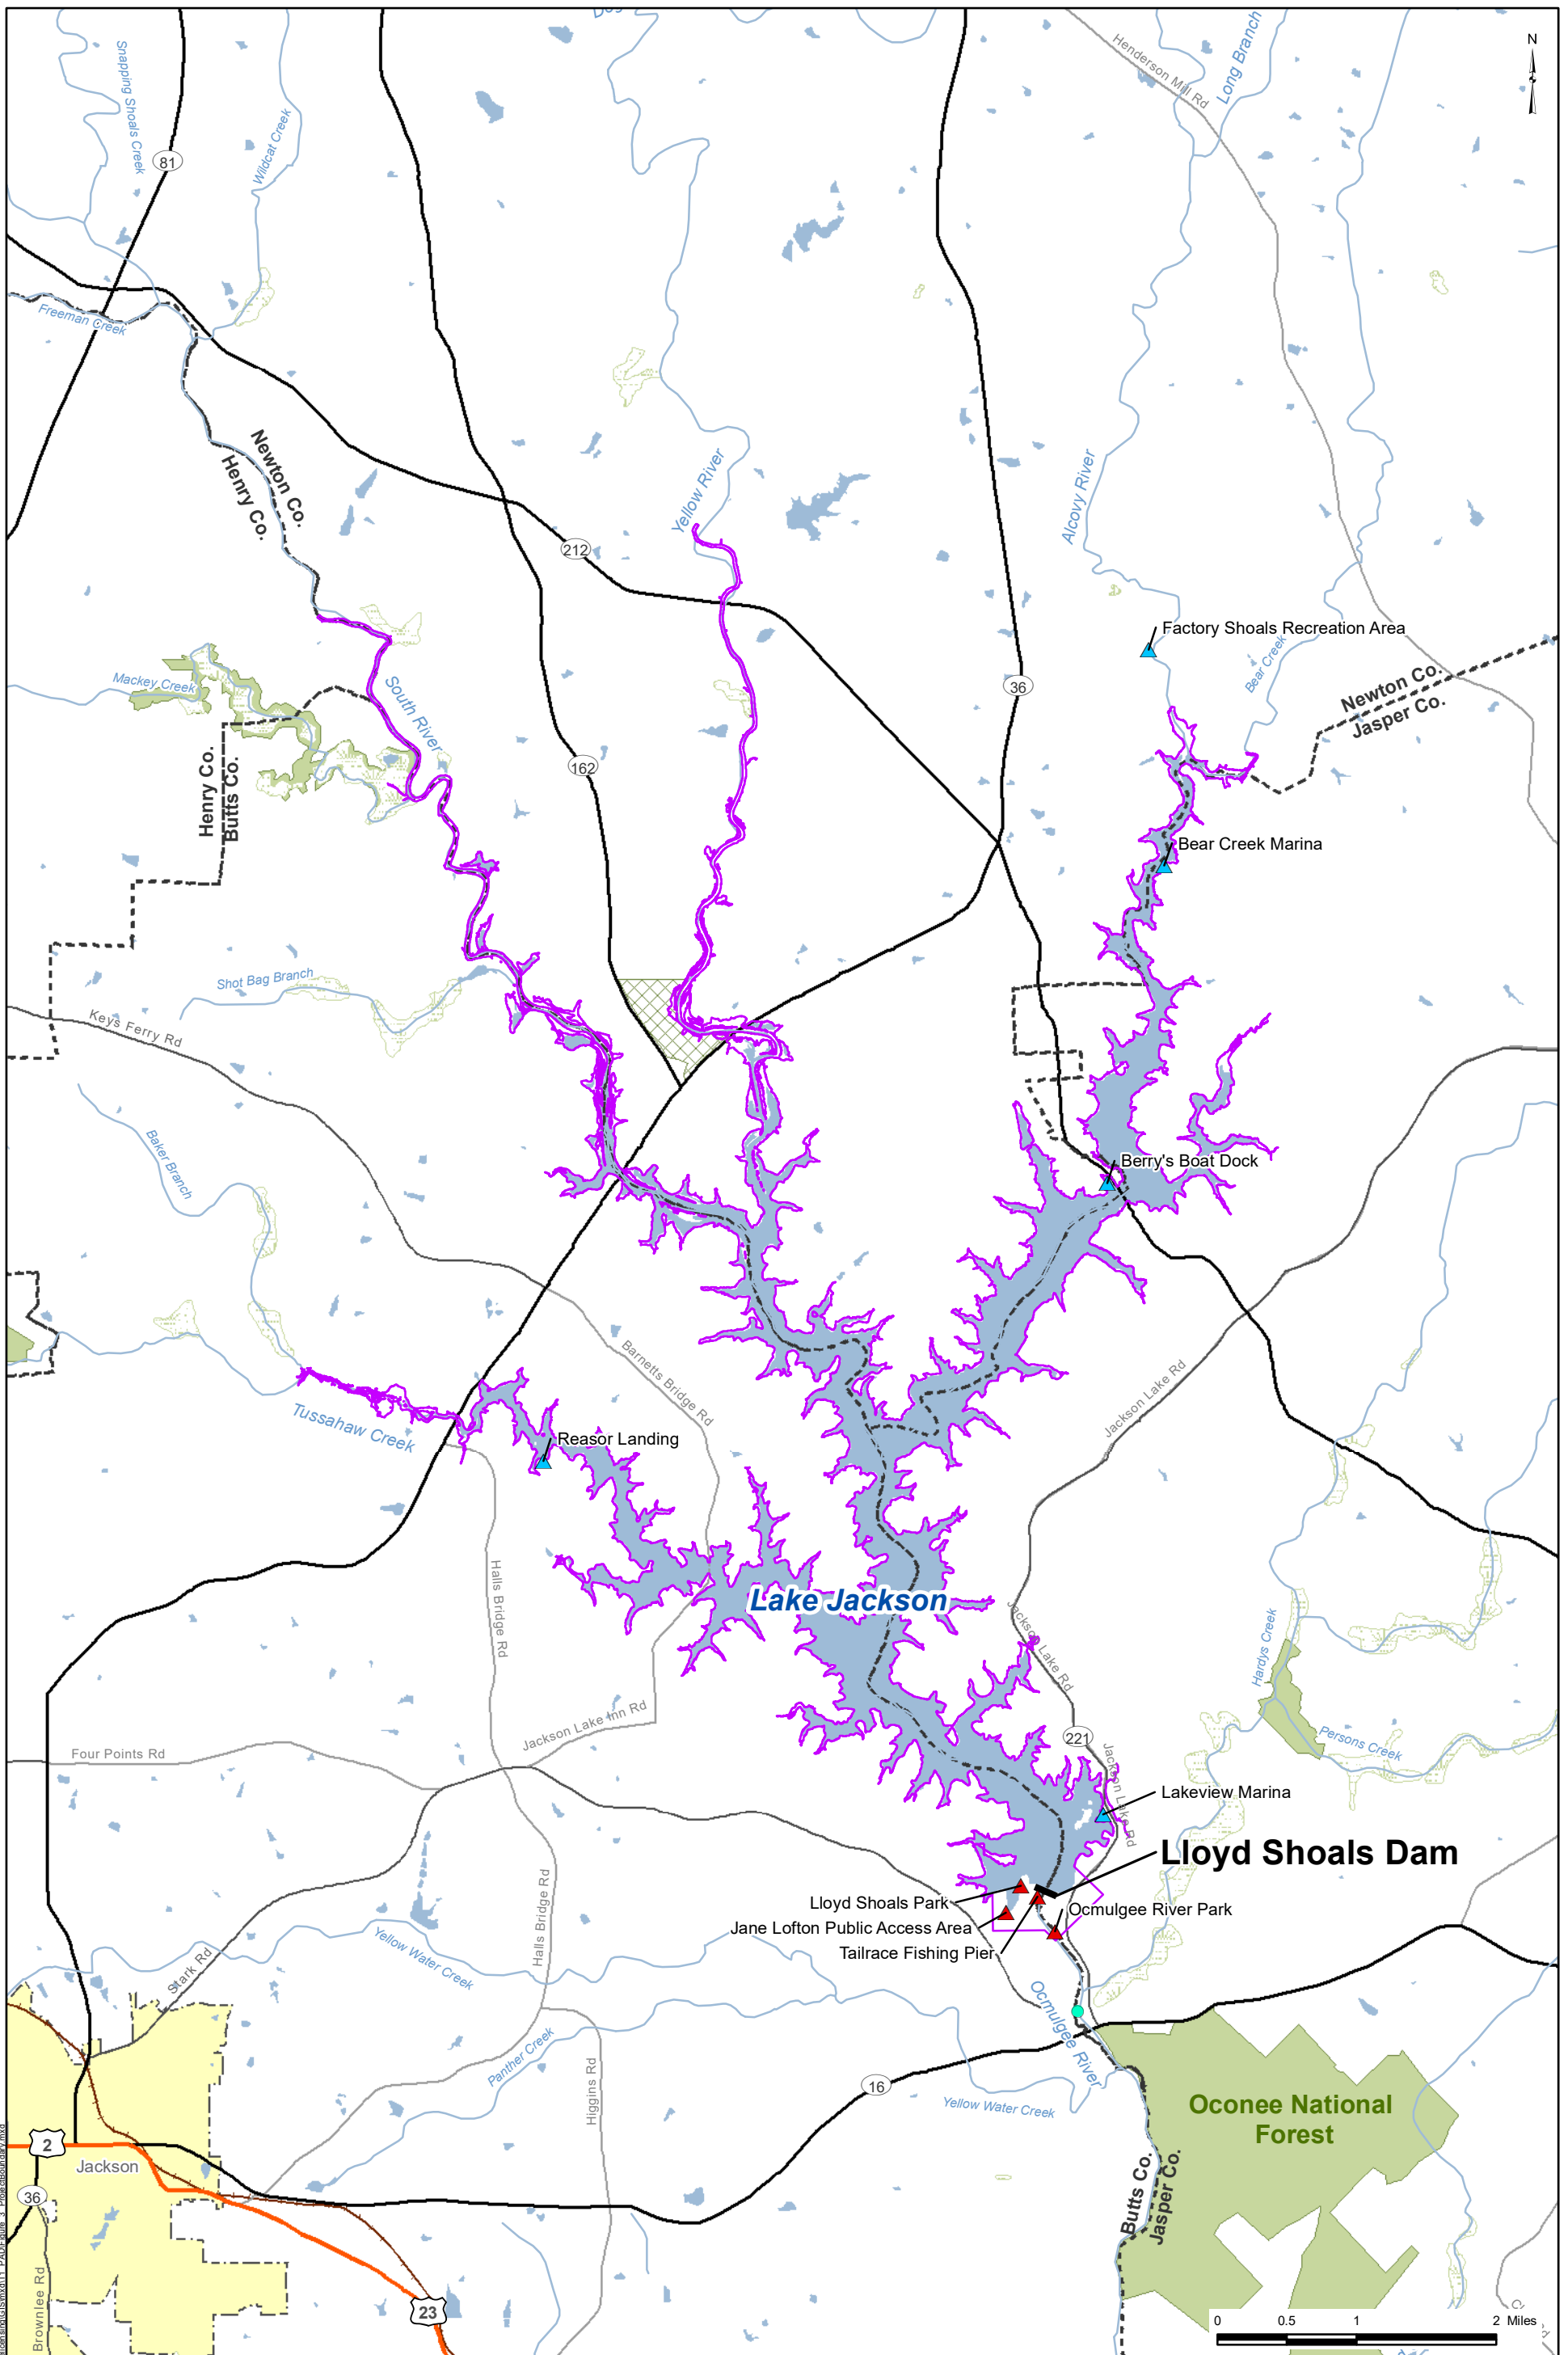 N
Henderson Mill Rd
Long Branch
Snapping Shoals Creek
Wildcat Creek
81
Freeman Creek
Newton Co.
Henry Co.
Yellow River
Alcovy River
212
Factory Shoals Recreation Area
Bear Creek
Newton Co.
Jasper Co.
Mackey Creek
South River
36
Henry Co.
Butts Co.
162
Bear Creek Marina
Shot Bag Branch
Keys Ferry Rd
Baker Branch
Berry's Boat Dock
Barnetts Bridge Rd
Jackson Lake Rd
Tussahaw Creek
Reasor Landing
Halls Bridge Rd
Lake Jackson
Jackson Lake Rd
Hardys Creek
Persons Creek
Jackson Lake Inn Rd
Four Points Rd
221
Jackson Lake Rd
Lakeview Marina
Lloyd Shoals Dam
Lloyd Shoals Park
Ocmulgee River Park
Jane Lofton Public Access Area
Tailrace Fishing Pier
Halls Bridge Rd
Yellow Water Creek
Stark Rd
Ocmulgee River
Panther Creek
Higgins Rd
16
Yellow Water Creek
Oconee National
Forest
2
Jackson
36
Butts Co.
Jasper Co.
Brownlee Rd
23
0 0.5 1 2 Miles